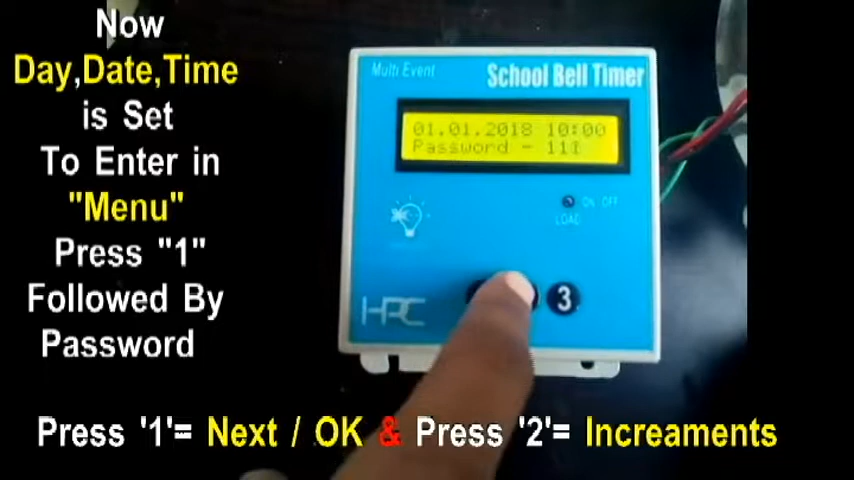 Now
Day,Date,Time
is Set
To Enter in
"Menu"
Press "1"
Followed By
Password
Multi Event
School Bell Timer
01.01.2018 10:00
Password - 111
ON OFF
LOAD
HPC
3
Press '1'= Next / OK & Press '2'= Increaments